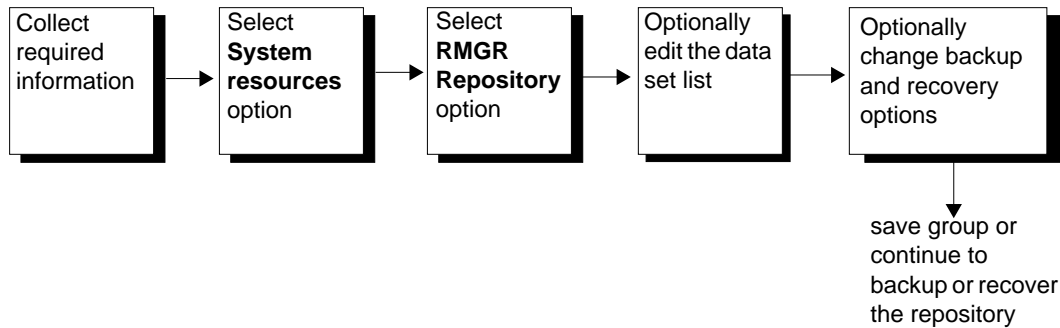 Collect
required
information
Select
System
resources
option
Select
RMGR
Repository
option
Optionally
edit the data
set list
Optionally
change backup
and recovery
options
save group or
continue to
backup or recover
the repository